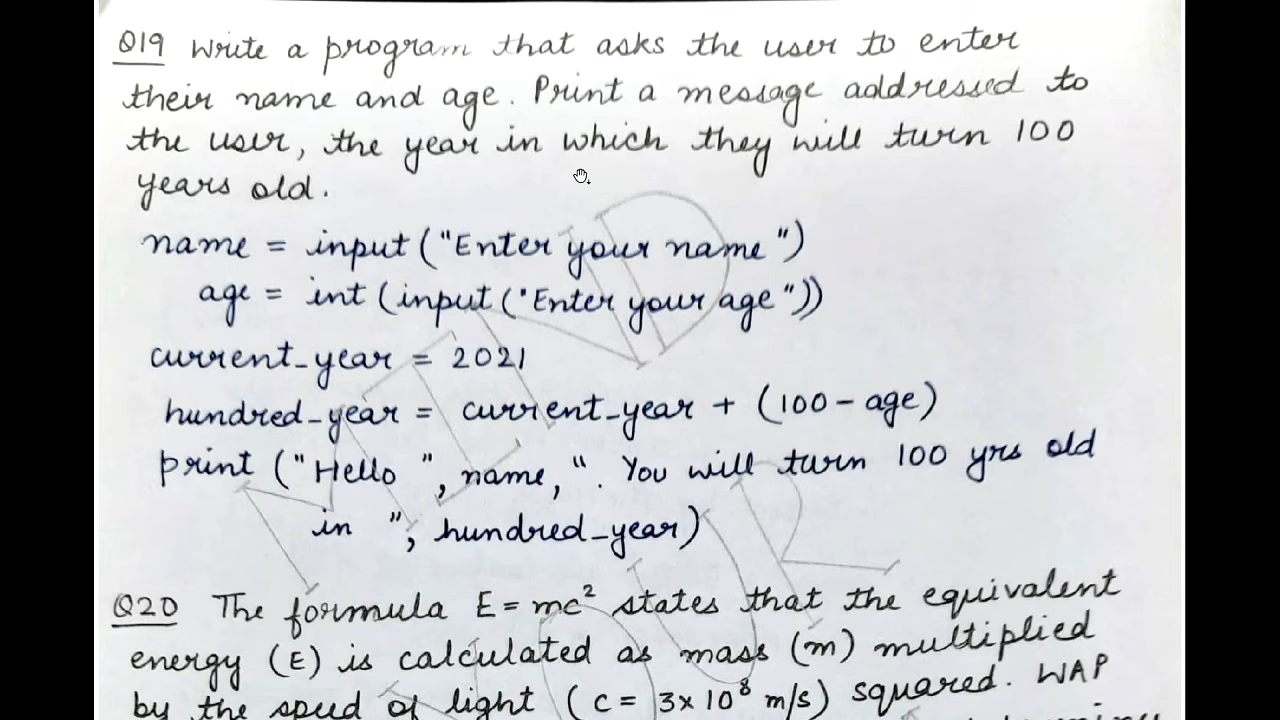 Q19 Write a program that asks the user to enter
their name and age. Print a message addressed to
the user, the year in which they will turn 100
years old.
name = input ("Enter your name")
age = int (input ("Enter your age"))
current_year = 2021
hundred_year = current_year + (100 - age)
print ("Hello ", name, ". You will turn 100 yrs old
in ", hundred_year)
Q20 The formula E = mc² states that the equivalent
energy (E) is calculated as mass (m) multiplied
by the speed of light (c = 3x10⁸ m/s) squared. WAP